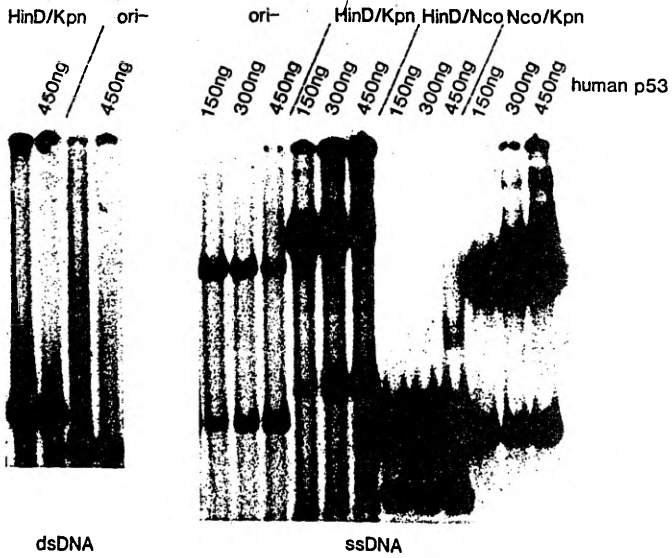 HinD/Kpn ori-
450ng 450ng
dsDNA
ori- HinD/Kpn HinD/Nco Nco/Kpn
150ng 300ng 450ng 150ng 300ng 450ng 150ng 300ng 450ng 150ng 300ng 450ng human p53
ssDNA